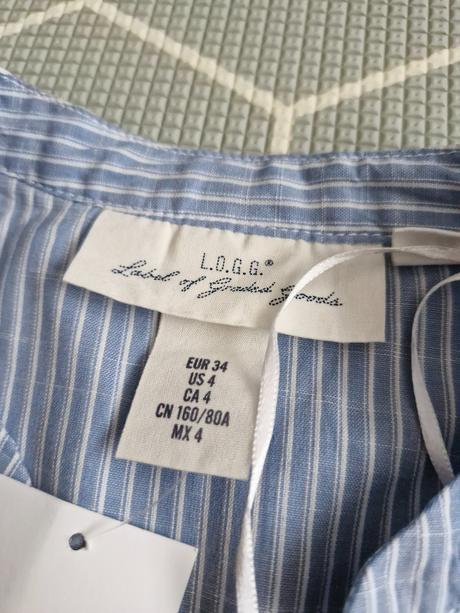 L.O.G.G.®
Label of Graded Goods
EUR 34
US 4
CA 4
CN 160/80A
MX 4